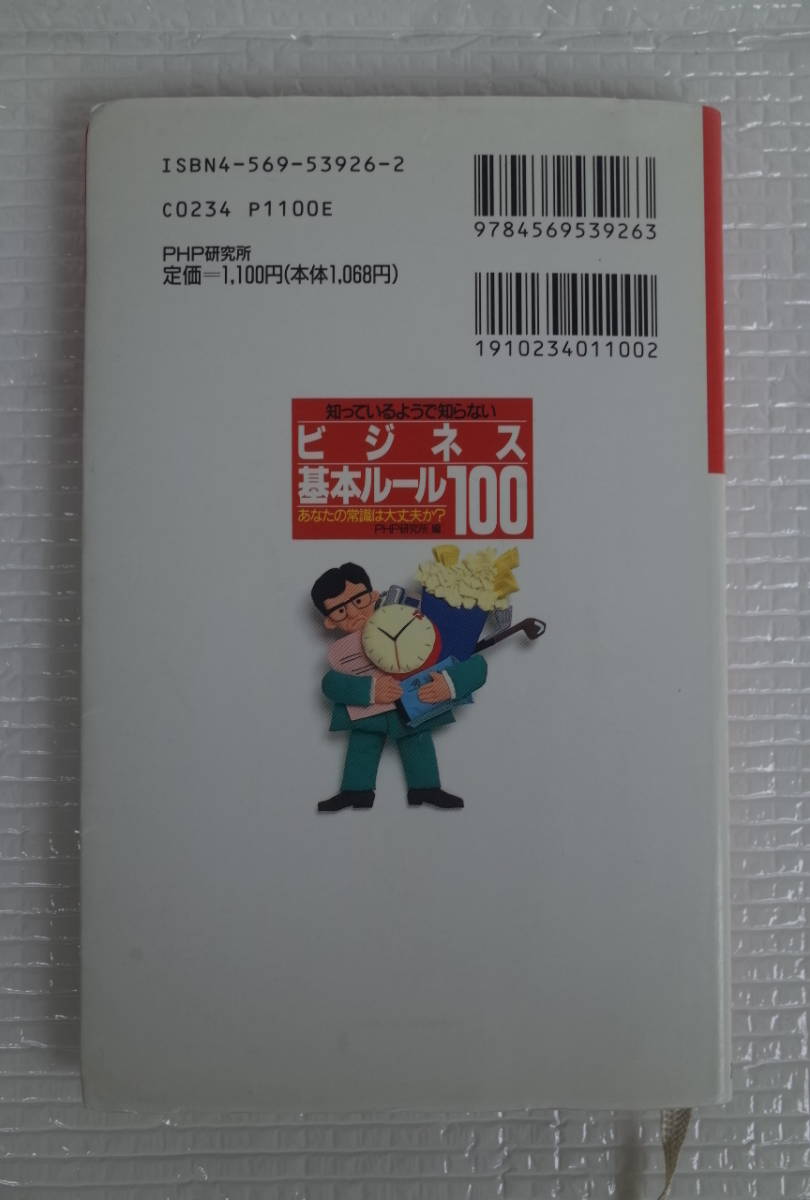 ISBN4-569-53926-2
C0234 P1100E
PHP研究所
定価=1,100円(本体1,068円)
9784569539263
1910234011002
知っているようで知らない
ビジネス
基本ルール100
あなたの常識は大丈夫か?
PHP研究所 編